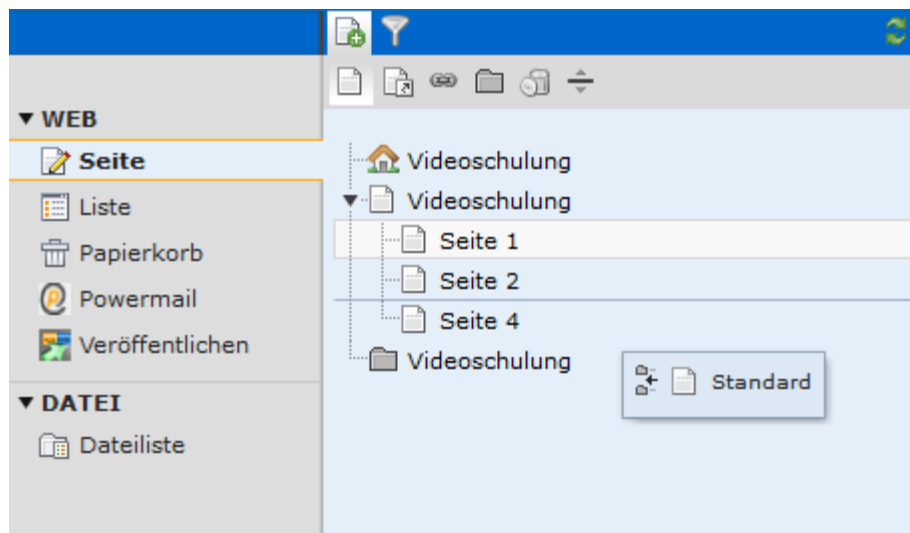 WEB
Seite
Liste
Papierkorb
Powermail
Veröffentlichen
DATEI
Dateiliste
Videoschulung
Videoschulung
Seite 1
Seite 2
Seite 4
Videoschulung
Standard